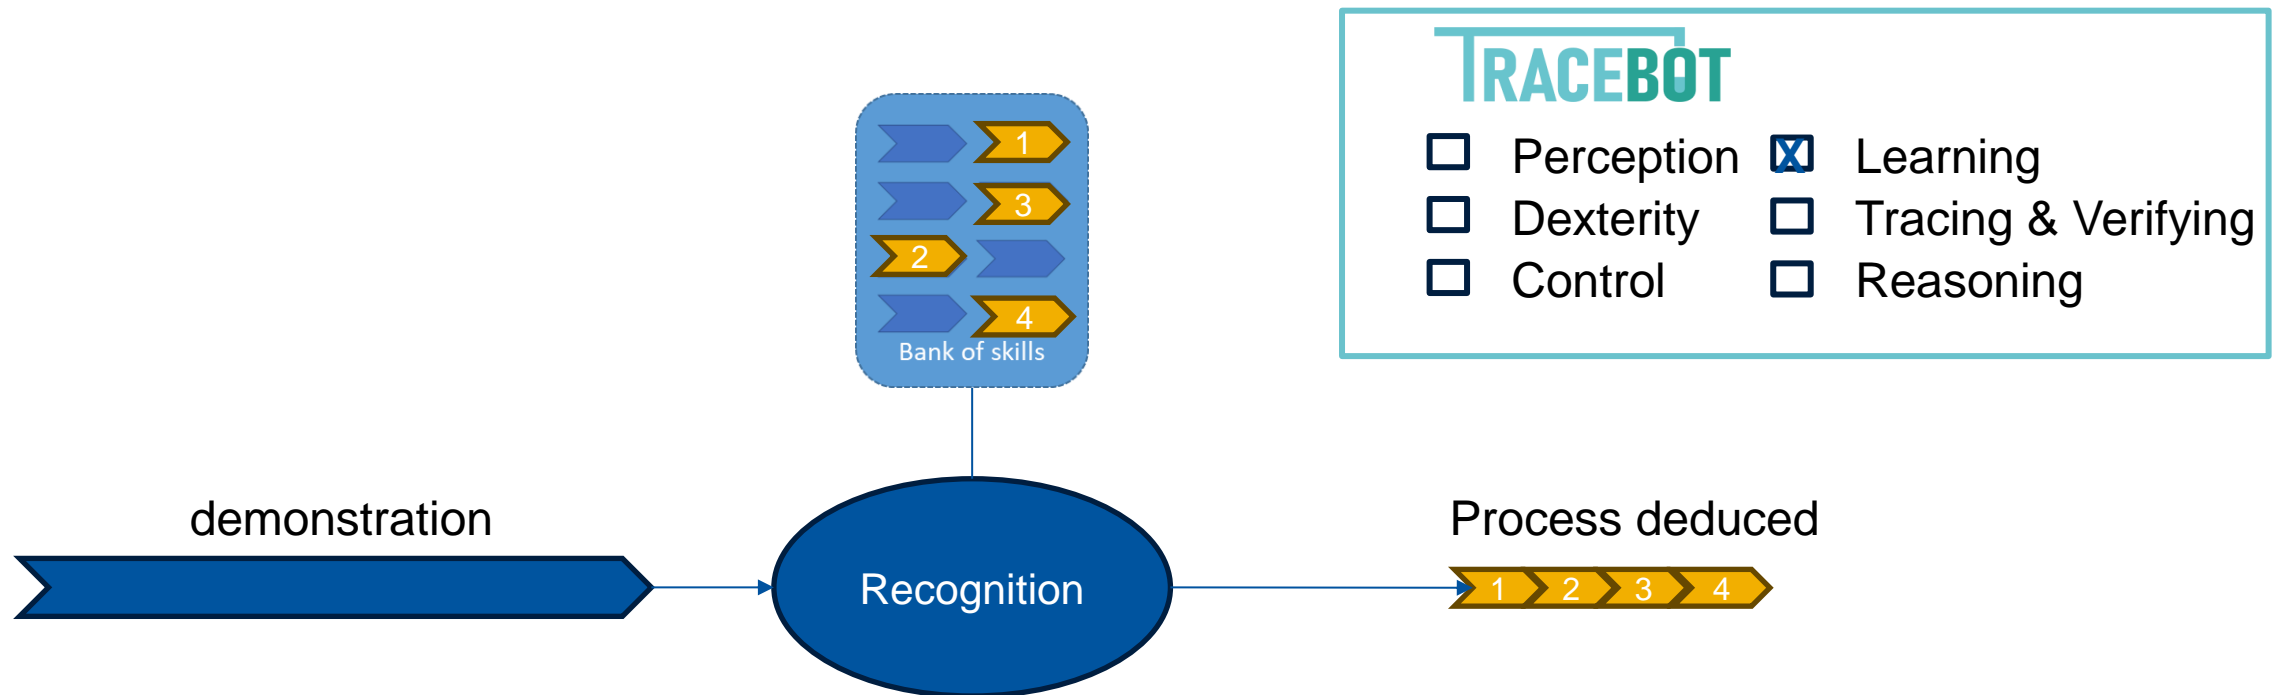 TRACEBOT
Perception
X Learning
Dexterity
Tracing & Verifying
Control
Reasoning
1
3
2
4
Bank of skills
demonstration
Recognition
Process deduced
1 2 3 4